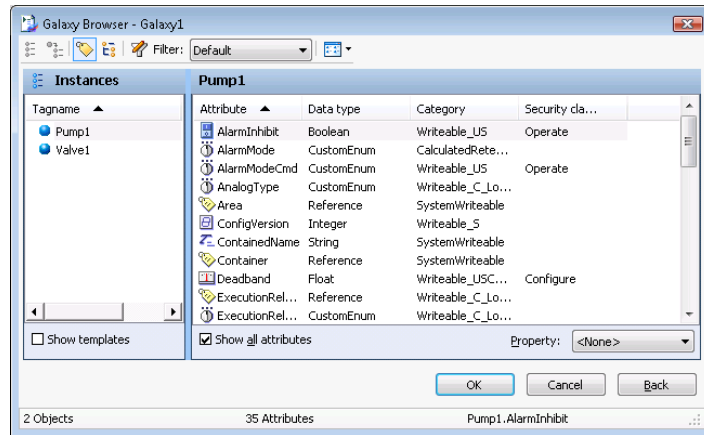 Galaxy Browser - Galaxy1
Filter: Default
Instances
Pump1
Tagname
Attribute Data type Category Security cla...
Pump1
Valve1
AlarmInhibit Boolean Writeable_US Operate
AlarmMode CustomEnum CalculatedRete...
AlarmModeCmd CustomEnum Writeable_US Operate
AnalogType CustomEnum Writeable_C_Lo...
Area Reference SystemWriteable
ConfigVersion Integer Writeable_S
ContainedName String SystemWriteable
Container Reference SystemWriteable
Deadband Float Writeable_USC... Configure
ExecutionRel... Reference Writeable_C_Lo...
ExecutionRel... CustomEnum Writeable_C_Lo...
Show templates
Show all attributes
Property: <None>
OK Cancel Back
2 Objects 35 Attributes Pump1.AlarmInhibit